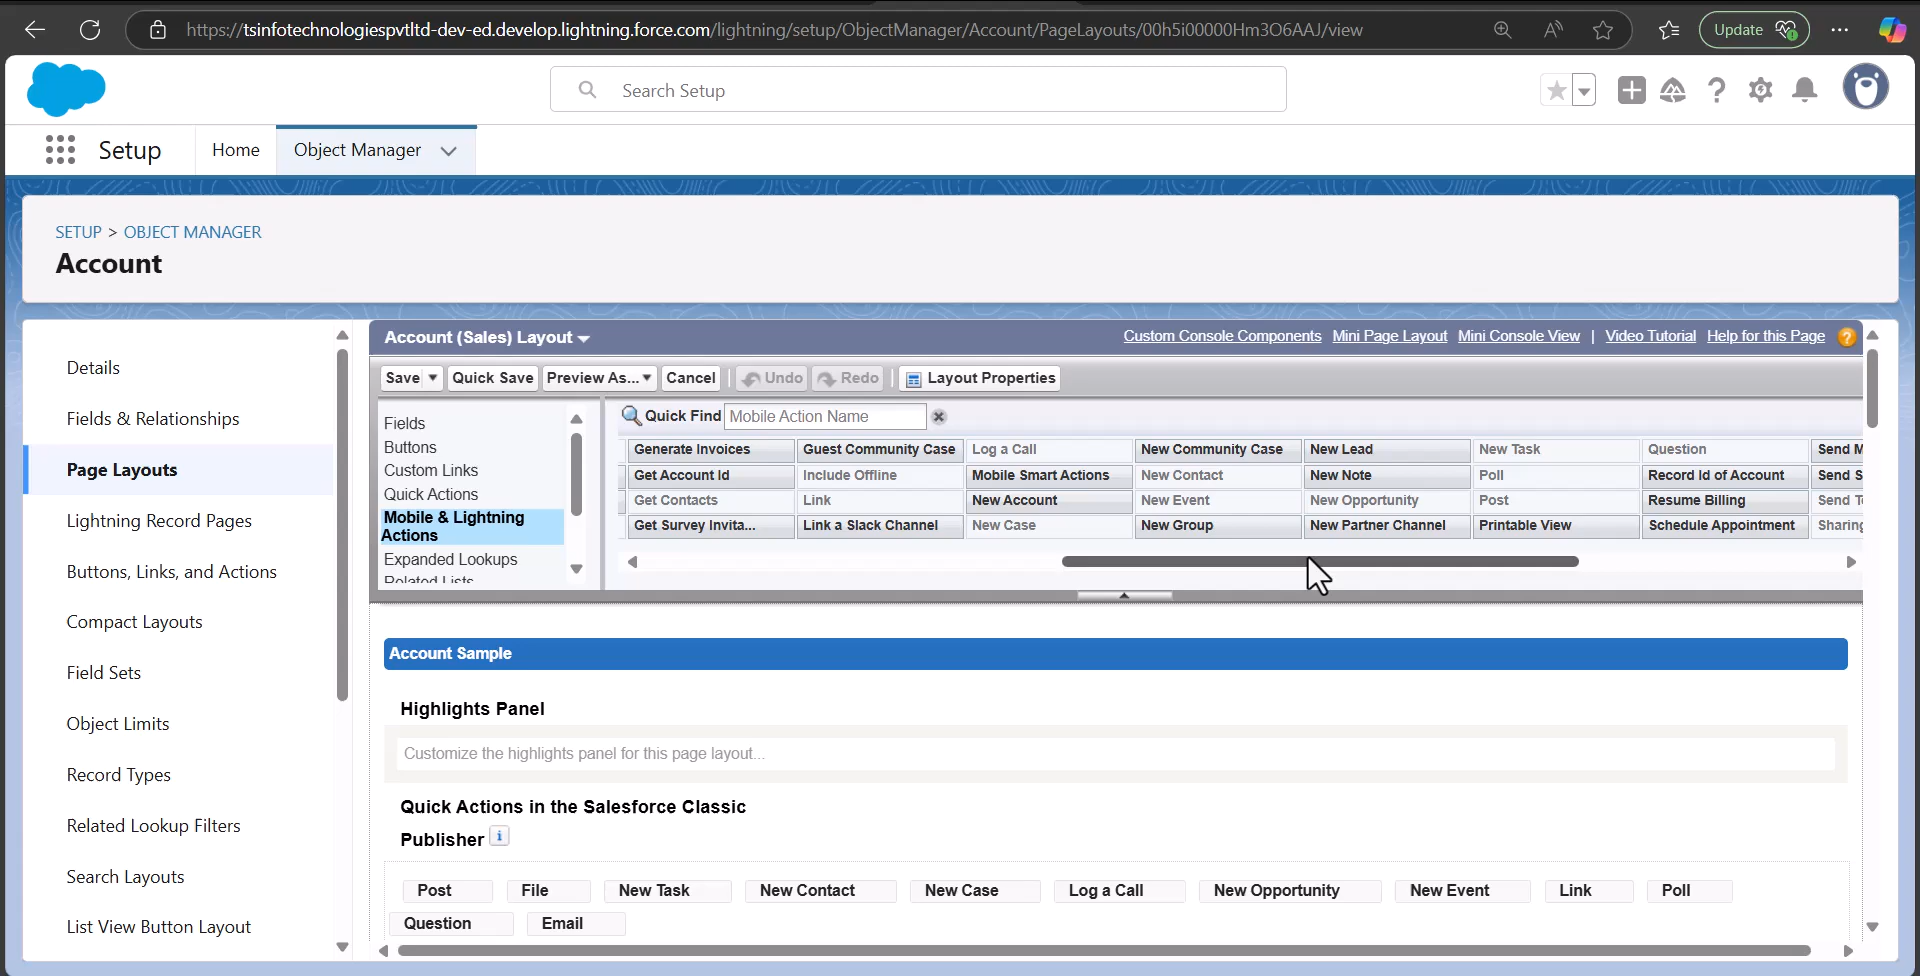 https://tsinfotechnologiespvtltd-dev-ed.develop.lightning.force.com/lightning/setup/ObjectManager/Account/PageLayouts/00h5i00000Hm3O6AAJ/view
Update
Search Setup
Setup
Home
Object Manager
SETUP > OBJECT MANAGER
Account
Details
Fields & Relationships
Page Layouts
Lightning Record Pages
Buttons, Links, and Actions
Compact Layouts
Field Sets
Object Limits
Record Types
Related Lookup Filters
Search Layouts
List View Button Layout
Account (Sales) Layout
Custom Console Components Mini Page Layout Mini Console View | Video Tutorial Help for this Page ?
Save Quick Save Preview As... Cancel Undo Redo Layout Properties
Fields
Buttons
Custom Links
Quick Actions
Mobile & Lightning
Actions
Expanded Lookups
Related Lists
Quick Find Mobile Action Name
Generate Invoices Guest Community Case Log a Call New Community Case New Lead New Task Question Send M
Get Account Id Include Offline Mobile Smart Actions New Contact New Note Poll Record Id of Account Send S
Get Contacts Link New Account New Event New Opportunity Post Resume Billing Send T
Get Survey Invita... Link a Slack Channel New Case New Group New Partner Channel Printable View Schedule Appointment Sharing
Account Sample
Highlights Panel
Customize the highlights panel for this page layout...
Quick Actions in the Salesforce Classic
Publisher i
Post File New Task New Contact New Case Log a Call New Opportunity New Event Link Poll
Question Email